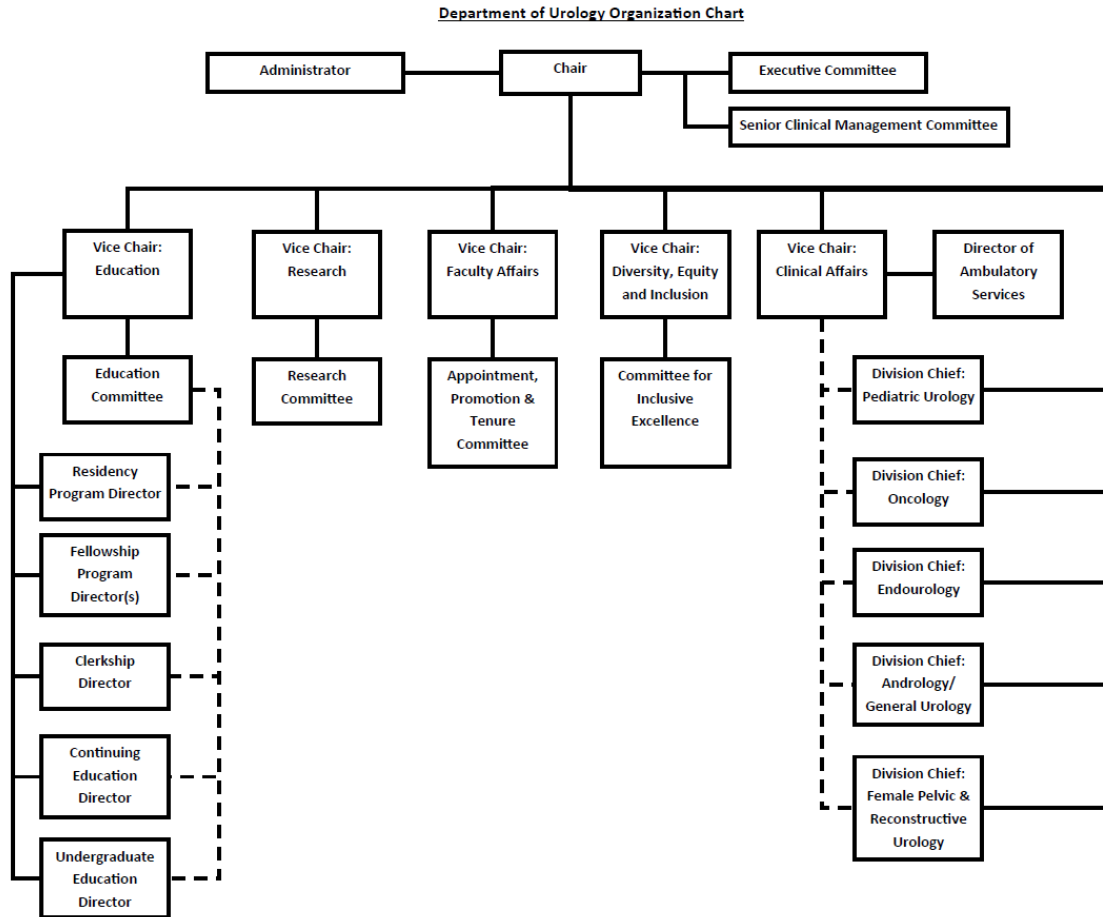 Department of Urology Organization Chart
Administrator
Chair
Executive Committee
Senior Clinical Management Committee
Vice Chair:
Education
Vice Chair:
Research
Vice Chair:
Faculty Affairs
Vice Chair:
Diversity, Equity
and Inclusion
Vice Chair:
Clinical Affairs
Director of
Ambulatory
Services
Education
Committee
Research
Committee
Appointment,
Promotion &
Tenure
Committee
Committee for
Inclusive
Excellence
Division Chief:
Pediatric Urology
Residency
Program Director
Division Chief:
Oncology
Fellowship
Program
Director(s)
Division Chief:
Endourology
Clerkship
Director
Division Chief:
Andrology/
General Urology
Continuing
Education
Director
Division Chief:
Female Pelvic &
Reconstructive
Urology
Undergraduate
Education
Director